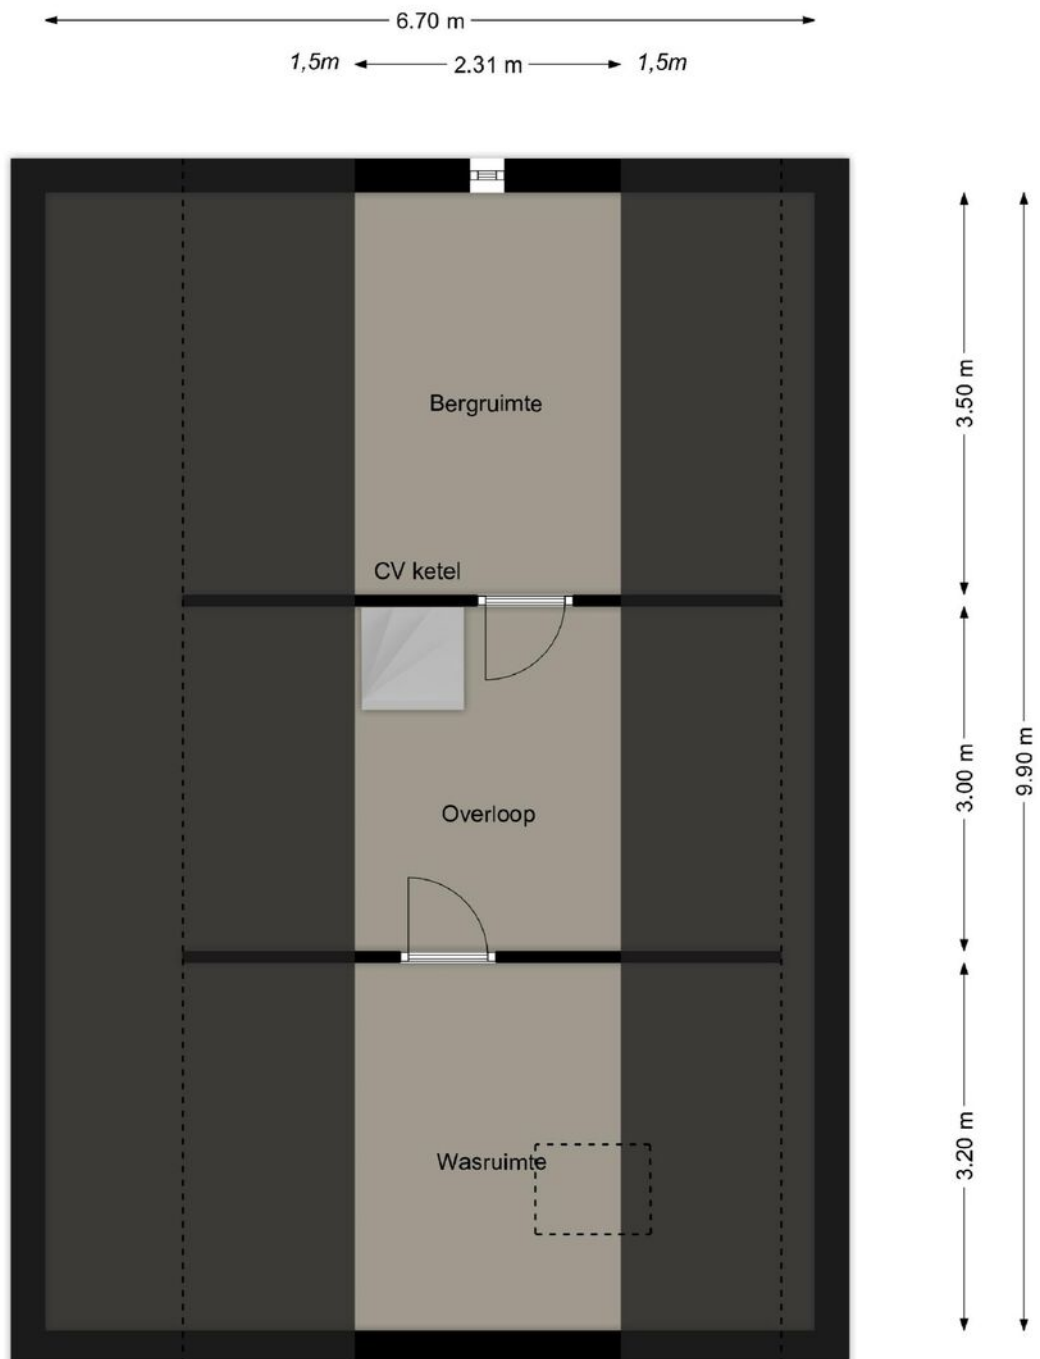 6.70 m
1,5m 2.31 m 1,5m
Bergruimte
3.50 m
CV ketel
Overloop
3.00 m
9.90 m
Wasruimte
3.20 m